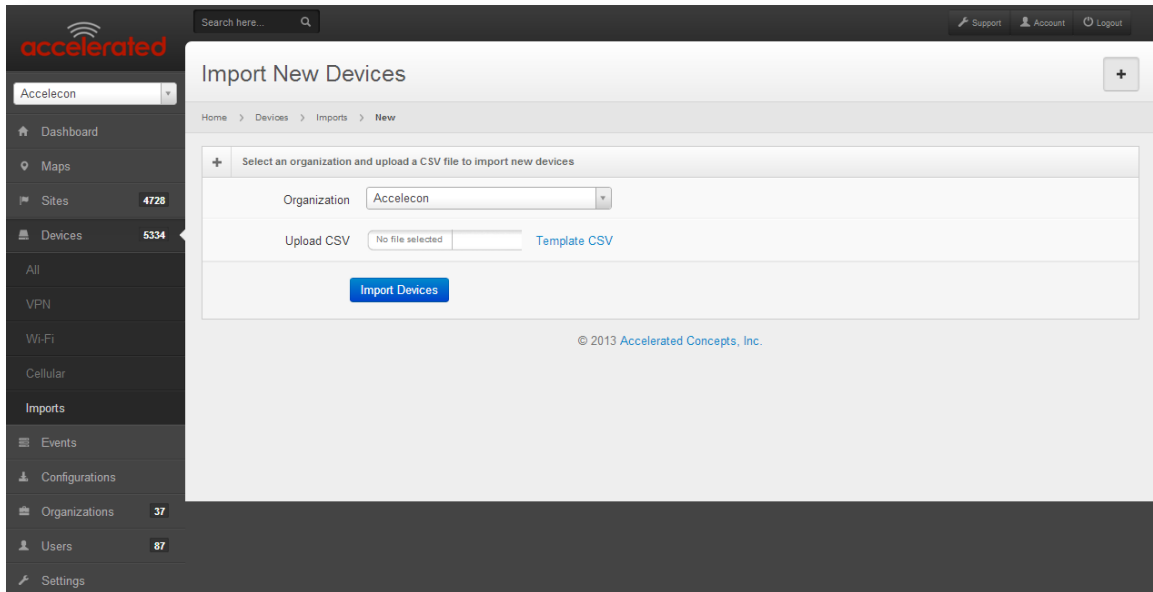 accelerated
Search here...
Support Account Logout
Accelecon
Import New Devices
+
Home > Devices > Imports > New
Dashboard
Maps
Sites 4728
Devices 5334
All
VPN
Wi-Fi
Cellular
Imports
Events
Configurations
Organizations 37
Users 87
Settings
+ Select an organization and upload a CSV file to import new devices
Organization Accelecon
Upload CSV No file selected Template CSV
Import Devices
© 2013 Accelerated Concepts, Inc.